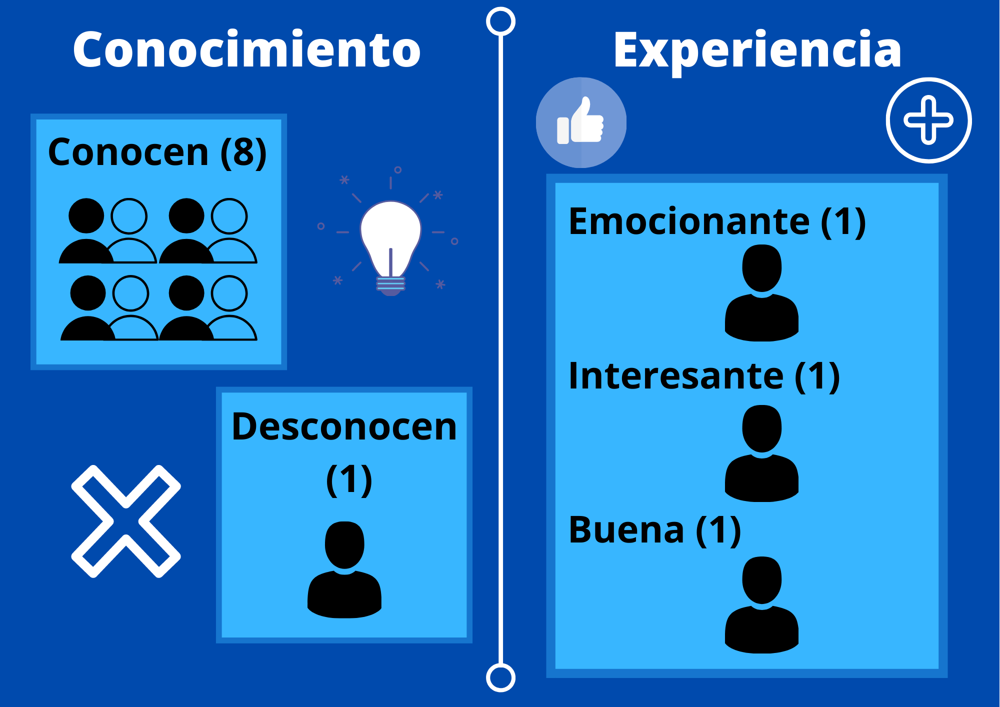 Conocimiento
Conocen (8)
Desconocen
(1)
Experiencia
Emocionante (1)
Interesante (1)
Buena (1)